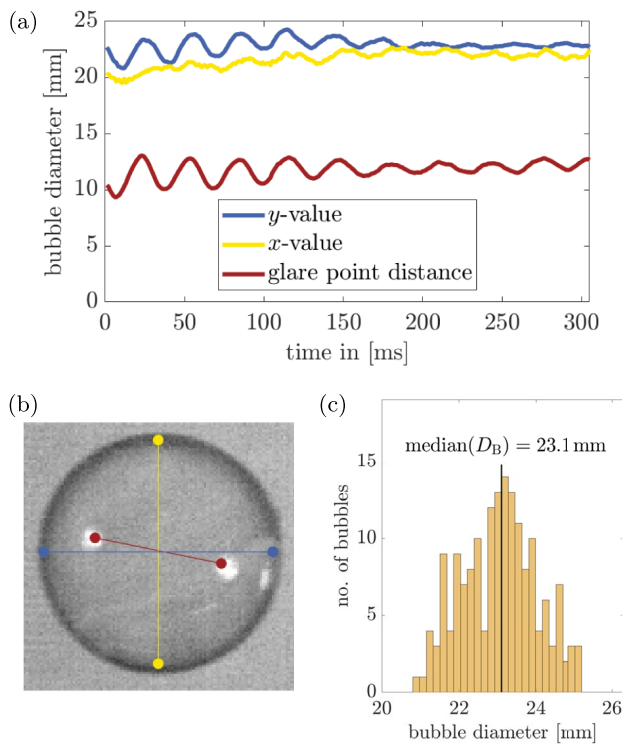 (a)
25
20
15
10
5
0
bubble diameter [mm]
y-value
x-value
glare point distance
0 50 100 150 200 250 300
time in [ms]
(b)
(c)
median(D_B) = 23.1 mm
15
10
5
0
no. of bubbles
20 22 24 26
bubble diameter [mm]